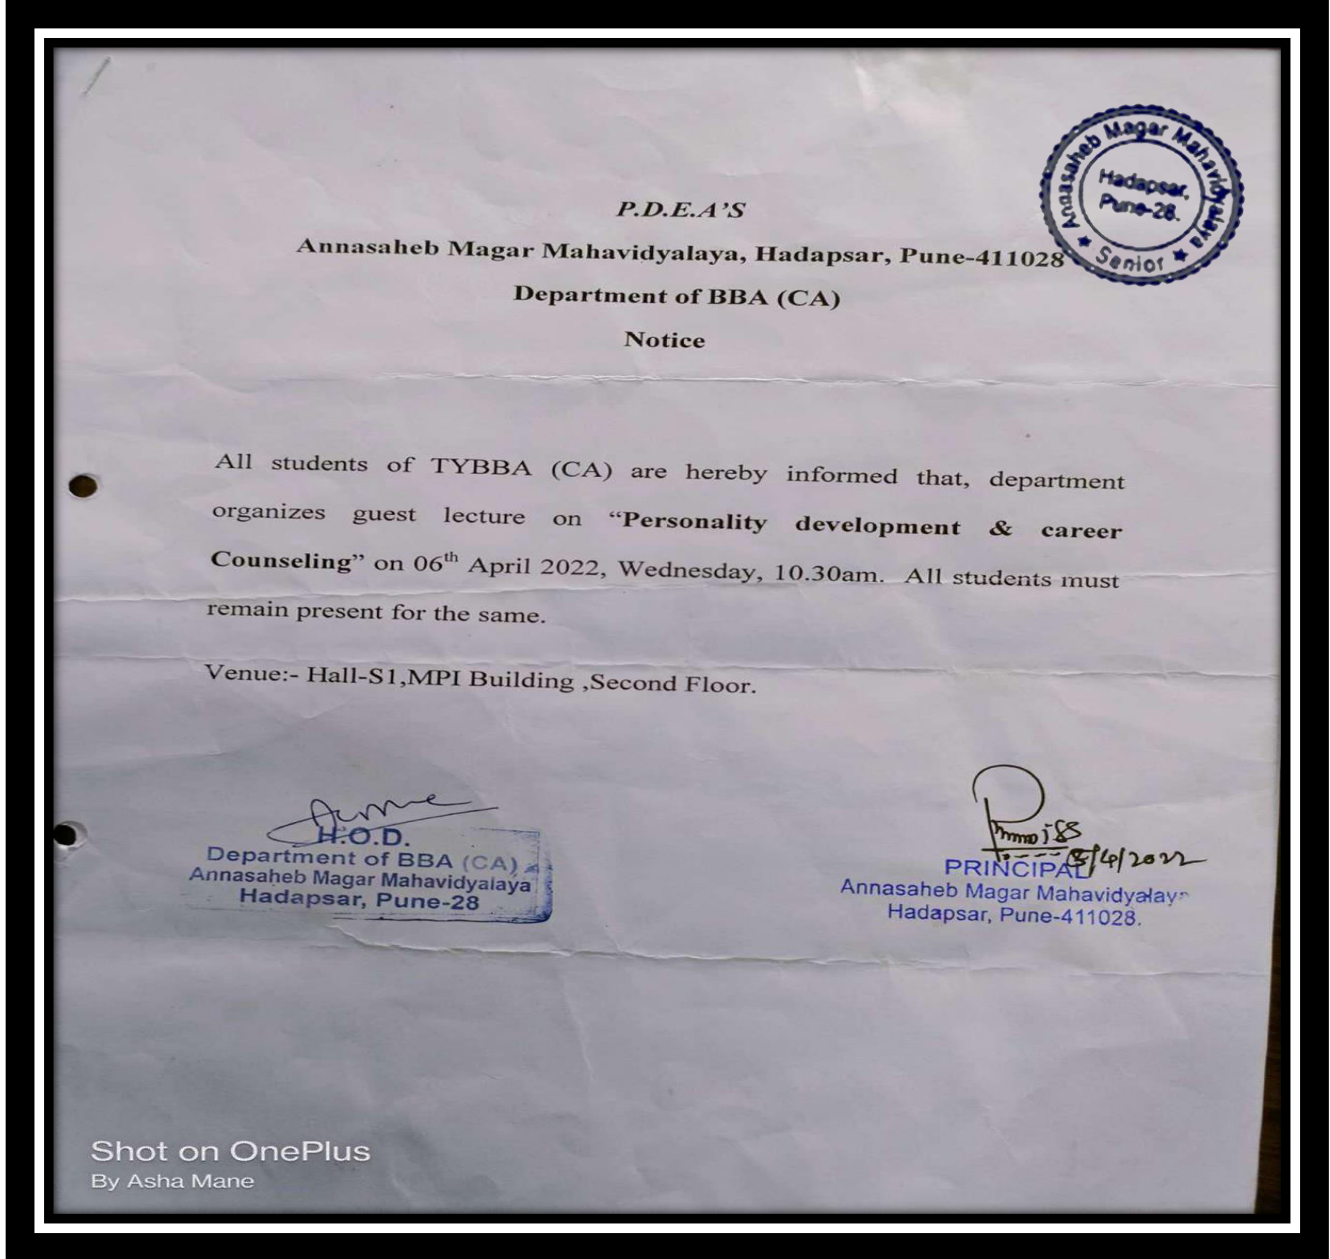 Annasaheb Magar Mahavidyalaya
Hadapsar,
Pune-28.
★ Senior ★
P.D.E.A'S
Annasaheb Magar Mahavidyalaya, Hadapsar, Pune-411028
Department of BBA (CA)
Notice
All students of TYBBA (CA) are hereby informed that, department
organizes guest lecture on “Personality development & career
Counseling” on 06th April 2022, Wednesday, 10.30am. All students must
remain present for the same.
Venue:- Hall-S1,MPI Building ,Second Floor.
H.O.D.
Department of BBA (CA)
Annasaheb Magar Mahavidyalaya
Hadapsar, Pune-28
/4/2022
PRINCIPAL
Annasaheb Magar Mahavidyalay
Hadapsar, Pune-411028.
Shot on OnePlus
By Asha Mane